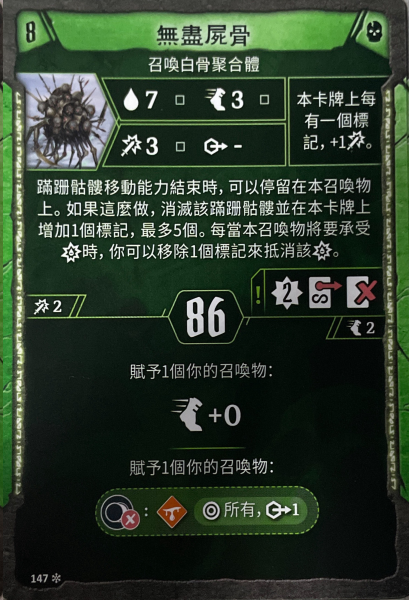 8 無盡屍骨
召喚白骨聚合體
7 3
3 -
本卡牌上每
有一個標
記，+1。
蹣跚骷髏移動能力結束時，可以停留在本召喚物
上。如果這麼做，消滅該蹣跚骷髏並在本卡牌上
增加1個標記，最多5個。每當本召喚物將要承受
時，你可以移除1個標記來抵消該。
2
86
! 2
2
賦予1個你的召喚物：
+0
賦予1個你的召喚物：
: 所有，1
147